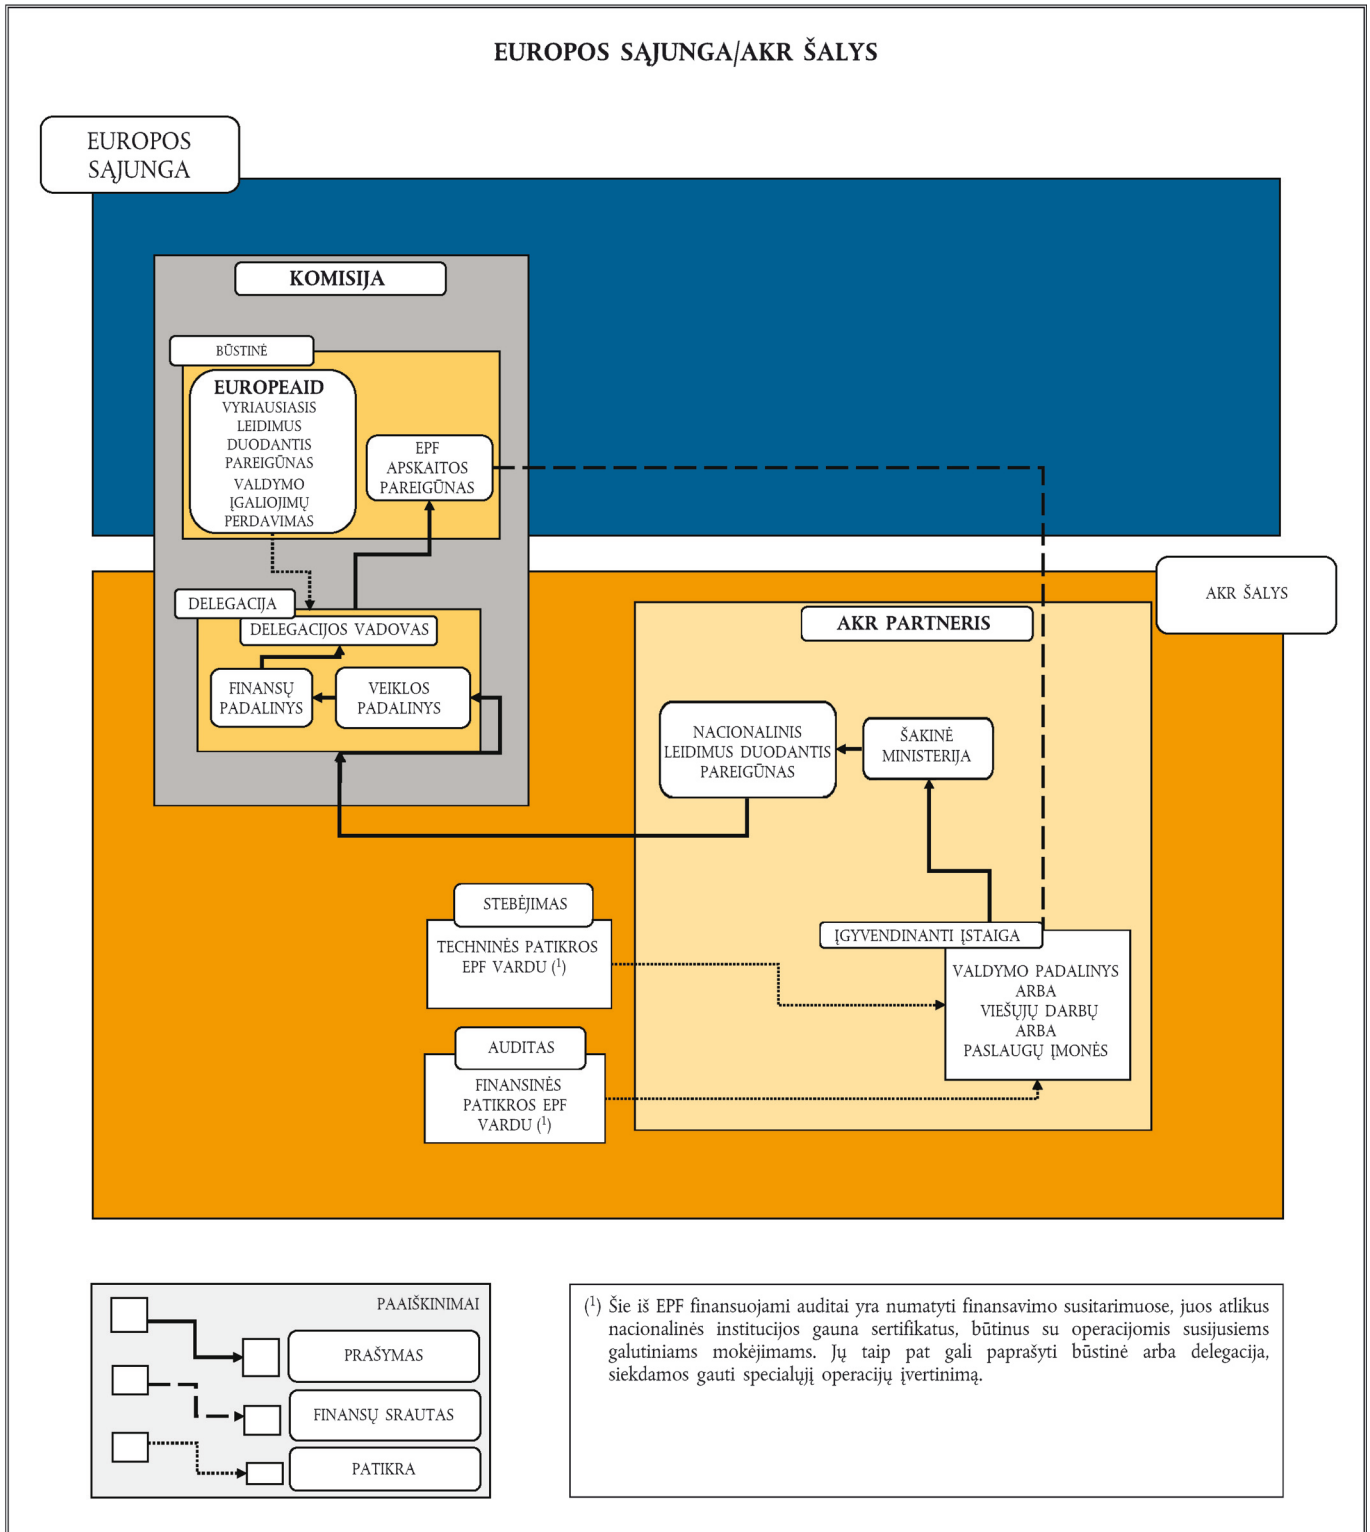 EUROPOS SĄJUNGA/AKR ŠALYS
EUROPOS
SĄJUNGA
KOMISIJA
BŪSTINĖ
EUROPEAID
VYRIAUSIASIS
LEIDIMUS
DUODANTIS
PAREIGŪNAS
VALDYMO
ĮGALIOJIMŲ
PERDAVIMAS
EPF
APSKAITOS
PAREIGŪNAS
AKR ŠALYS
DELEGACIJA
DELEGACIJOS VADOVAS
FINANSŲ
PADALINYS
VEIKLOS
PADALINYS
AKR PARTNERIS
NACIONALINIS
LEIDIMUS DUODANTIS
PAREIGŪNAS
ŠAKINĖ
MINISTERIJA
STEBĖJIMAS
TECHNINĖS PATIKROS
EPF VARDU (¹)
ĮGYVENDINANTI ĮSTAIGA
VALDYMO PADALINYS
ARBA
VIEŠŲJŲ DARBŲ
ARBA
PASLAUGŲ ĮMONĖS
AUDITAS
FINANSINĖS
PATIKROS EPF
VARDU (¹)
PAAIŠKINIMAI
PRAŠYMAS
FINANSŲ SRAUTAS
PATIKRA
(¹) Šie iš EPF finansuojami auditai yra numatyti finansavimo susitarimuose, juos atlikus
nacionalinės institucijos gauna sertifikatus, būtinus su operacijomis susijusiems
galutiniams mokėjimams. Jų taip pat gali paprašyti būstinė arba delegacija,
siekdamos gauti specialųjį operacijų įvertinimą.